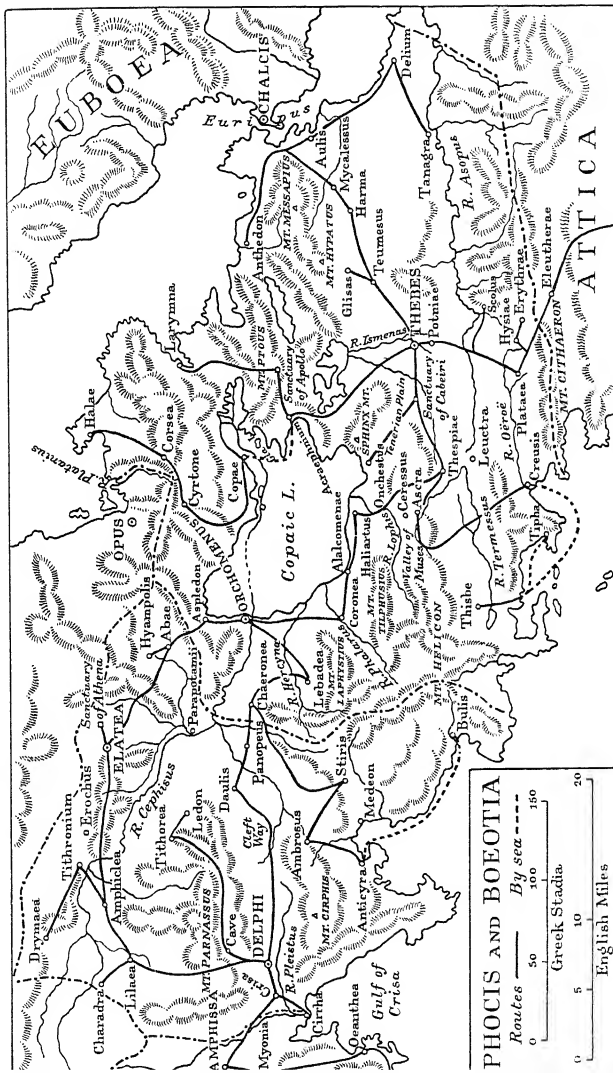 EUBOEA
Euripus
CHALCIS
Aulis
Mycalessus
Harma
Teumesus
Glisas
MT. HYPATUS
MT. MESSAPIUS
Anthedon
Delium
Tanagra
R. Asopus
Larymna
MT. PTOUS
Sanctuary
of Apollo
Acraephnium
R. Ismenus
THEBES
Potniae
Sanctuary
of Cabeiri
Scolus
Hysiae
Erythrae
Eleutherae
ATTICA
MT. CITHAERON
Plataea
R. Oëroë
Leuctra
Thespiae
Teneric Plain
SPHINX MT.
Onchestus
Halae
Platanius
Corsea
Cyrtone
Copae
OPUS
Copaic L.
ORCHOMENUS
Aspledon
Hyampolis
Abae
Alalcomenae
Haliartus
Coronea
MT.
TILPHUSIUS
R. Lophis
Ceressus
Ascra
Valley of
Muses
R. Termessus
Creusis
Tipha
Thisbe
MT. HELICON
R. Phalarus
MT.
LAPHYSTIUS
Lebadea
R. Hercyna
Chaeronea
Panopeus
Parapotamii
Sanctuary
of Athena
ELATEA
Erochus
Tithronium
Drymaea
Amphiclea
R. Cephisus
Ledon
Tithorea
Daulis
Cleft
Way
Stiris
Bulis
Medeon
Ambrosus
Anticyra
MT. CIRPHIS
R. Pleistus
DELPHI
Cave
MT. PARNASSUS
Lilaea
Charadra
AMPHISSA
Myonia
Crisa
Cirrha
Oeanthea
Gulf of
Crisa
PHOCIS AND BOEOTIA
Routes By sea
0 50 100 150
Greek Stadia
0 5 10 20
English Miles